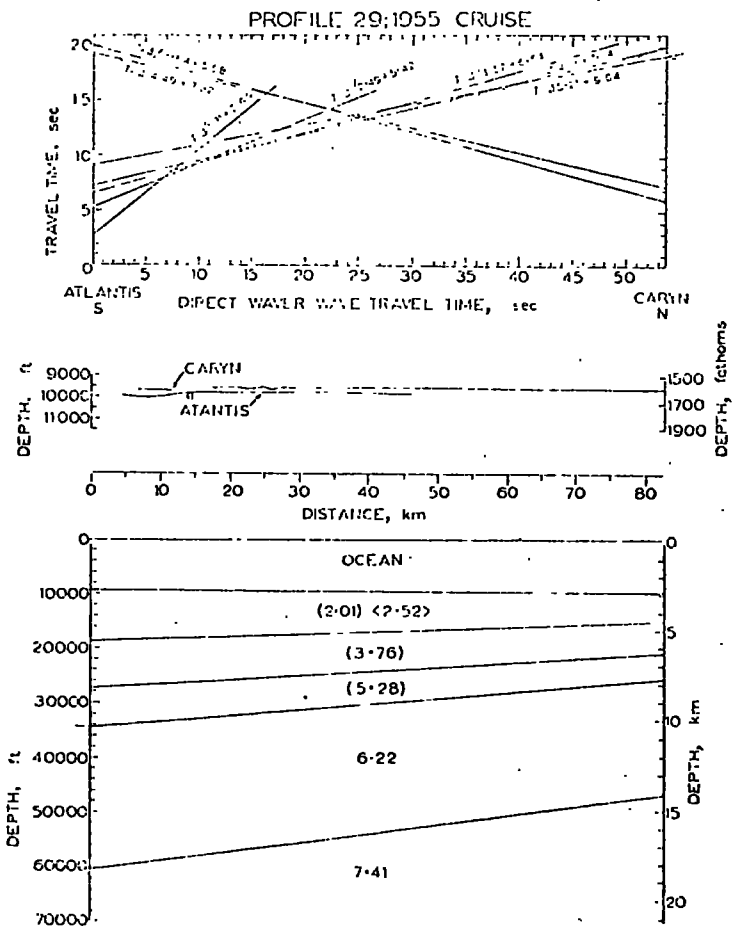 PROFILE 29;1955 CRUISE
TRAVEL TIME, sec
20
15
10
5
0
0 5 10 15 20 25 30 35 40 45 50
ATLANTIS
S
DIRECT WAVER WAVE TRAVEL TIME, sec
CARYN
N
DEPTH, ft
9000
10000
11000
CARYN
ATANTIS
1500
1700
1900
DEPTH, fathoms
0 10 20 30 40 50 60 70 80
DISTANCE, km
DEPTH, ft
0
10000
20000
30000
40000
50000
60000
70000
OCEAN
(2·01) <2·52>
(3·76)
(5·28)
6·22
7·41
0
5
10
15
20
DEPTH, km